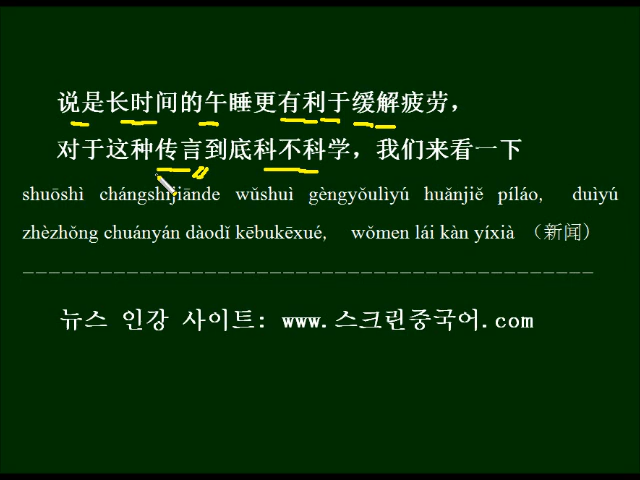 说是长时间的午睡更有利于缓解疲劳，
对于这种传言到底科不科学，我们来看一下
shuōshì chángshíjiānde wǔshuì gèngyǒulìyú huǎnjiě píláo, duìyú
zhèzhǒng chuányán dàodǐ kēbukēxué, wǒmen lái kàn yíxià （新闻）
뉴스 인강 사이트: www.스크린중국어.com